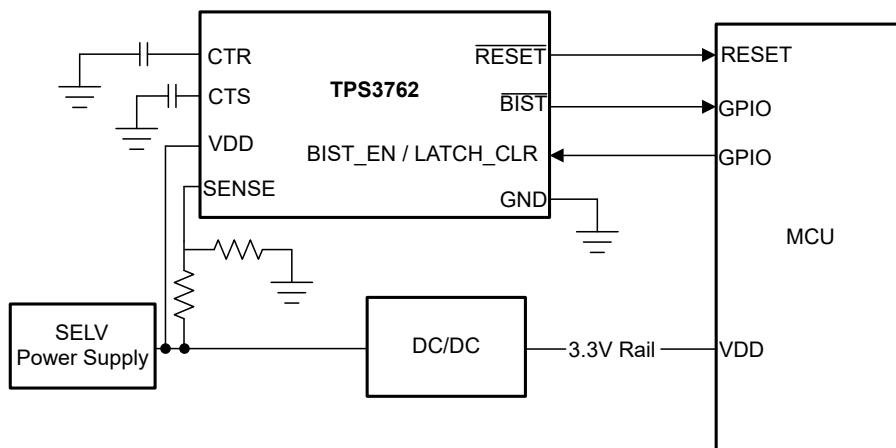 CTR
CTS
VDD
SENSE
TPS3762
RESET
BIST
BIST_EN / LATCH_CLR
GND
RESET
GPIO
GPIO
MCU
VDD
SELV
Power Supply
DC/DC
3.3V Rail